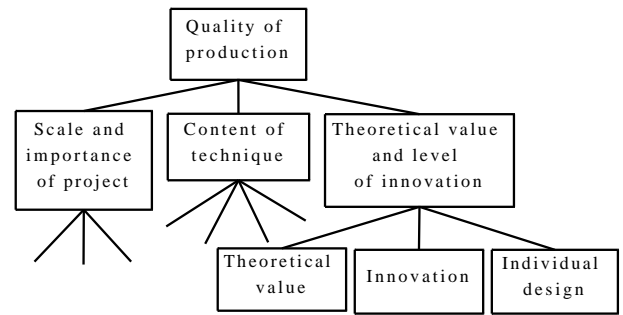 Quality of
production
Scale and
importance
of project
Content of
technique
Theoretical value
and level
of innovation
Theoretical
value
Innovation
Individual
design